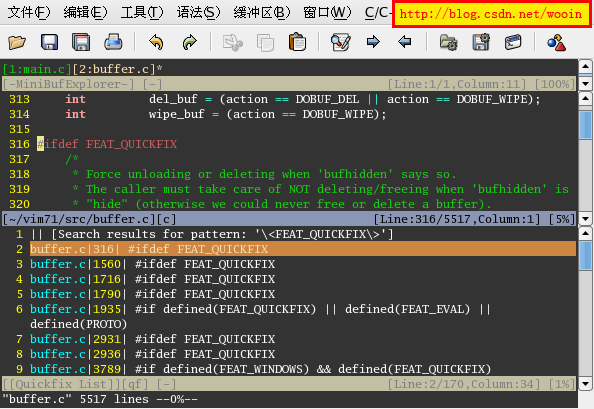 文件(F) 编辑(E) 工具(T) 语法(S) 缓冲区(B) 窗口(W) C/C-
http://blog.csdn.net/wooin
[1:main.c][2:buffer.c]*
[-MiniBufExplorer-] [-] [Line:1/1,Column:11] [100%]
313 int del_buf = (action == DOBUF_DEL || action == DOBUF_WIPE);
314 int wipe_buf = (action == DOBUF_WIPE);
315
316 #ifdef FEAT_QUICKFIX
317 /*
318 * Force unloading or deleting when 'bufhidden' says so.
319 * The caller must take care of NOT deleting/freeing when 'bufhidden' is
320 * "hide" (otherwise we could never free or delete a buffer).
[~/vim71/src/buffer.c][c] [Line:316/5517,Column:1] [5%]
1 || [Search results for pattern: '\<FEAT_QUICKFIX\>']
2 buffer.c|316| #ifdef FEAT_QUICKFIX
3 buffer.c|1560| #ifdef FEAT_QUICKFIX
4 buffer.c|1716| #ifdef FEAT_QUICKFIX
5 buffer.c|1790| #ifdef FEAT_QUICKFIX
6 buffer.c|1935| #if defined(FEAT_QUICKFIX) || defined(FEAT_EVAL) ||
defined(PROTO)
7 buffer.c|2931| #ifdef FEAT_QUICKFIX
8 buffer.c|2936| #ifdef FEAT_QUICKFIX
9 buffer.c|3789| #if defined(FEAT_WINDOWS) && defined(FEAT_QUICKFIX)
[[Quickfix List]][qf] [-] [Line:2/170,Column:34] [1%]
"buffer.c" 5517 lines --0%--